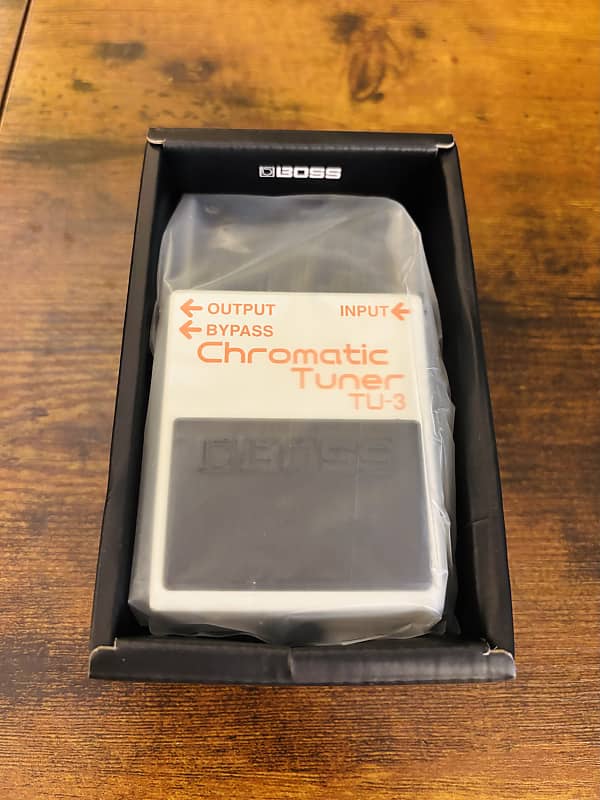 BOSS
OUTPUT INPUT
BYPASS
Chromatic
Tuner
TU-3
BOSS